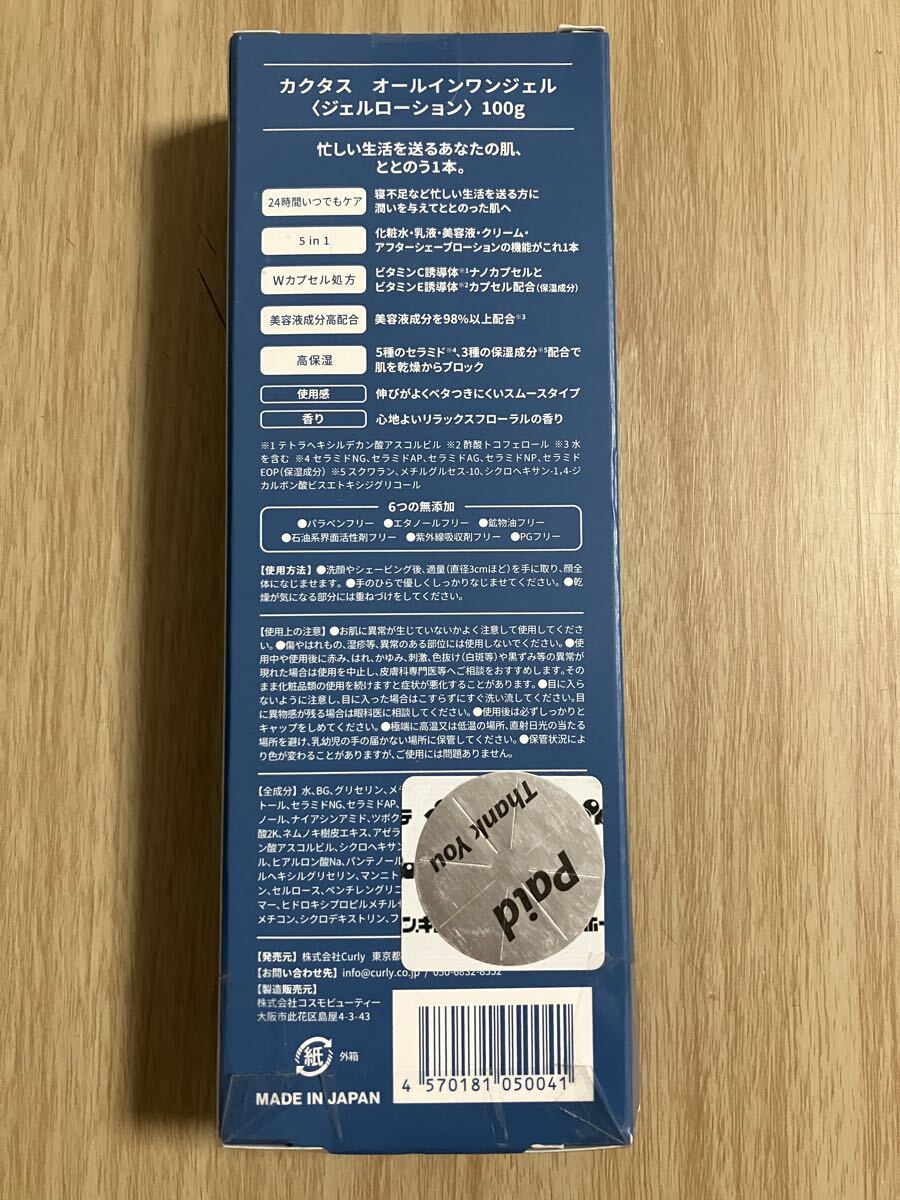 カクタス　オールインワンジェル
〈ジェルローション〉100g
忙しい生活を送るあなたの肌、
ととのう1本。
24時間いつでもケア
寝不足など忙しい生活を送る方に
潤いを与えてととのった肌へ
5 in 1
化粧水・乳液・美容液・クリーム・
アフターシェーブローションの機能がこれ1本
Wカプセル処方
ビタミンC誘導体※1ナノカプセルと
ビタミンE誘導体※2カプセル配合(保湿成分)
美容液成分高配合
美容液成分を98%以上配合※3
高保湿
5種のセラミド※4、3種の保湿成分※5配合で
肌を乾燥からブロック
使用感
伸びがよくベタつきにくいスムースタイプ
香り
心地よいリラックスフローラルの香り
※1 テトラヘキシルデカン酸アスコルビル ※2 酢酸トコフェロール ※3 水
を含む ※4 セラミドNG、セラミドAP、セラミドAG、セラミドNP、セラミド
EOP(保湿成分) ※5 スクワラン、メチルグルセス-10、シクロヘキサン-1,4-ジ
カルボン酸ビスエトキシジグリコール
6つの無添加
●パラベンフリー ●エタノールフリー ●鉱物油フリー
●石油系界面活性剤フリー ●紫外線吸収剤フリー ●PGフリー
【使用方法】●洗顔やシェービング後、適量(直径3cmほど)を手に取り、顔全
体になじませます。●手のひらで優しくしっかりなじませてください。●乾
燥が気になる部分には重ねづけをしてください。
【使用上の注意】●お肌に異常が生じていないかよく注意して使用してくださ
い。●傷やはれもの、湿疹等、異常のある部位には使用しないでください。●使
用中や使用後に赤み、はれ、かゆみ、刺激、色抜け(白斑等)や黒ずみ等の異常が
現れた場合は使用を中止し、皮膚科専門医等へご相談をおすすめします。その
まま化粧品類の使用を続けますと症状が悪化することがあります。●目に入ら
ないように注意し、目に入った場合はこすらずにすぐ洗い流してください。目
に異物感が残る場合は眼科医に相談してください。●使用後は必ずしっかりと
キャップをしめてください。●極端に高温又は低温の場所、直射日光の当たる
場所を避け、乳幼児の手の届かない場所に保管してください。●保管状況によ
り色が変わることがありますが、ご使用には問題ありません。
【全成分】水、BG、グリセリン、メチ
トール、セラミドNG、セラミドAP、
ノール、ナイアシンアミド、ツボク
酸2K、ネムノキ樹皮エキス、アゼラ
ン酸アスコルビル、シクロヘキサン
ル、ヒアルロン酸Na、パンテノール
ルヘキシルグリセリン、マンニト
ン、セルロース、ペンチレングリコ
マー、ヒドロキシプロピルメチルセ
メチコン、シクロデキストリン、フ
Thank You
Paid
【発売元】株式会社Curly 東京都
【お問い合わせ先】info@curly.co.jp / 050-6832-8552
【製造販売元】
株式会社コスモビューティー
大阪市此花区島屋4-3-43
紙 外箱
MADE IN JAPAN
4 570181 050041